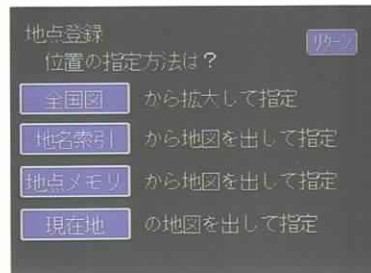 地点登録
リターン
位置の指定方法は?
全国図 から拡大して指定
地名索引 から地図を出して指定
地点メモリ から地図を出して指定
現在地 の地図を出して指定